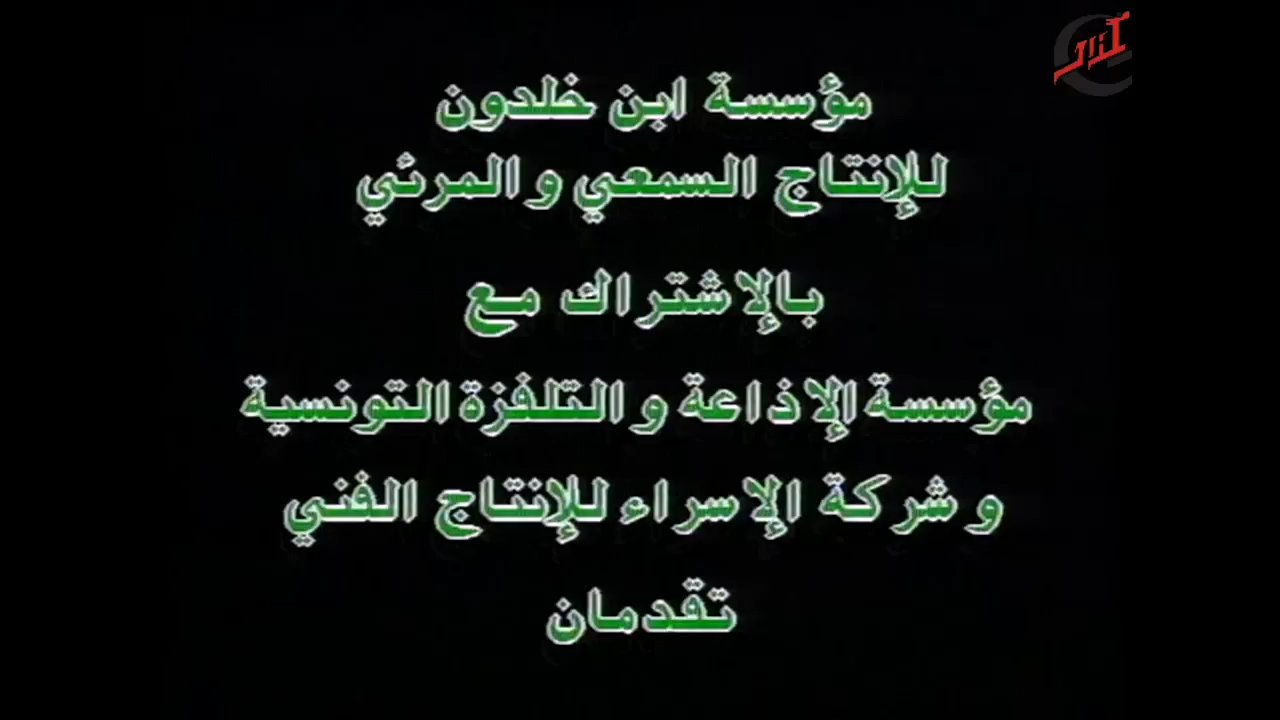 مؤسسة ابن خلدون
للإنتاج السمعي و المرئي
بالإشتراك مع
مؤسسة الإذاعة و التلفزة التونسية
و شركة الإسراء للإنتاج الفني
تقدمان